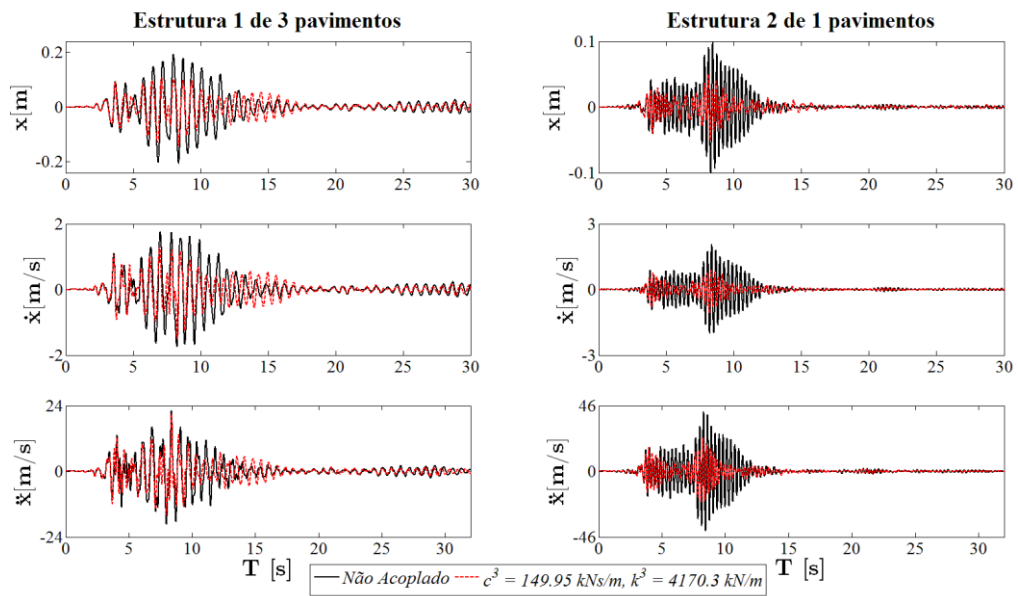 Estrutura 1 de 3 pavimentos
Estrutura 2 de 1 pavimentos
0.2
0
-0.2
x[m]
0 5 10 15 20 25 30
0.1
0
-0.1
x[m]
0 5 10 15 20 25 30
2
0
-2
ẋ[m/s]
0 5 10 15 20 25 30
3
0
-3
ẋ[m/s]
0 5 10 15 20 25 30
24
0
-24
ẍ[m/s]
0 5 10 15 20 25 30
T [s]
46
0
-46
ẍ[m/s]
0 5 10 15 20 25 30
T [s]
Não Acoplado
c³ = 149.95 kNs/m, k³ = 4170.3 kN/m